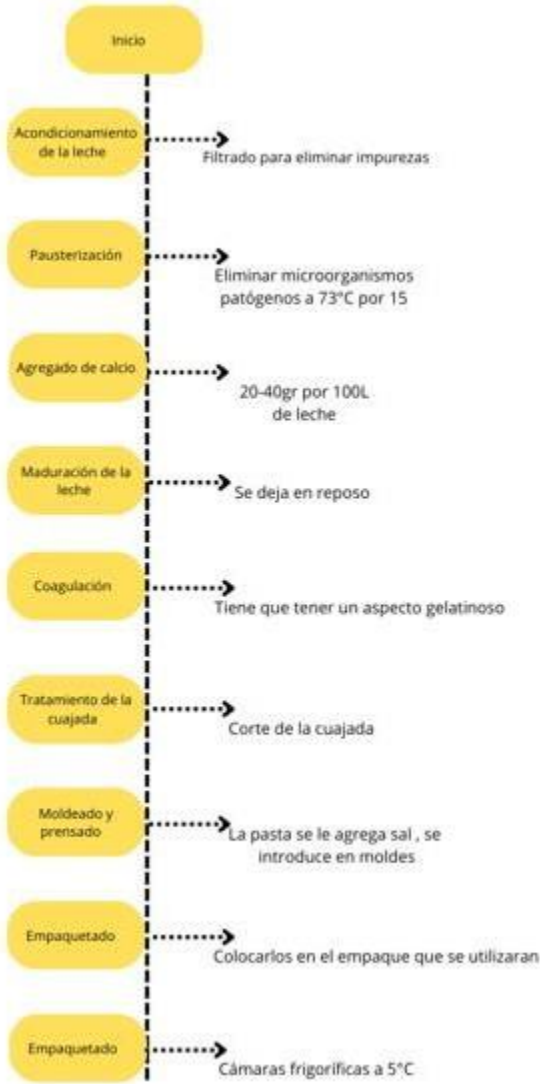 Inicio
Acondicionamiento
de la leche
Filtrado para eliminar impurezas
Pausterización
Eliminar microorganismos
patógenos a 73°C por 15
Agregado de calcio
20-40gr por 100L
de leche
Maduración de la
leche
Se deja en reposo
Coagulación
Tiene que tener un aspecto gelatinoso
Tratamiento de la
cuajada
Corte de la cuajada
Moldeado y
prensado
La pasta se le agrega sal , se
introduce en moldes
Empaquetado
Colocarlos en el empaque que se utilizaran
Empaquetado
Cámaras frigoríficas a 5°C